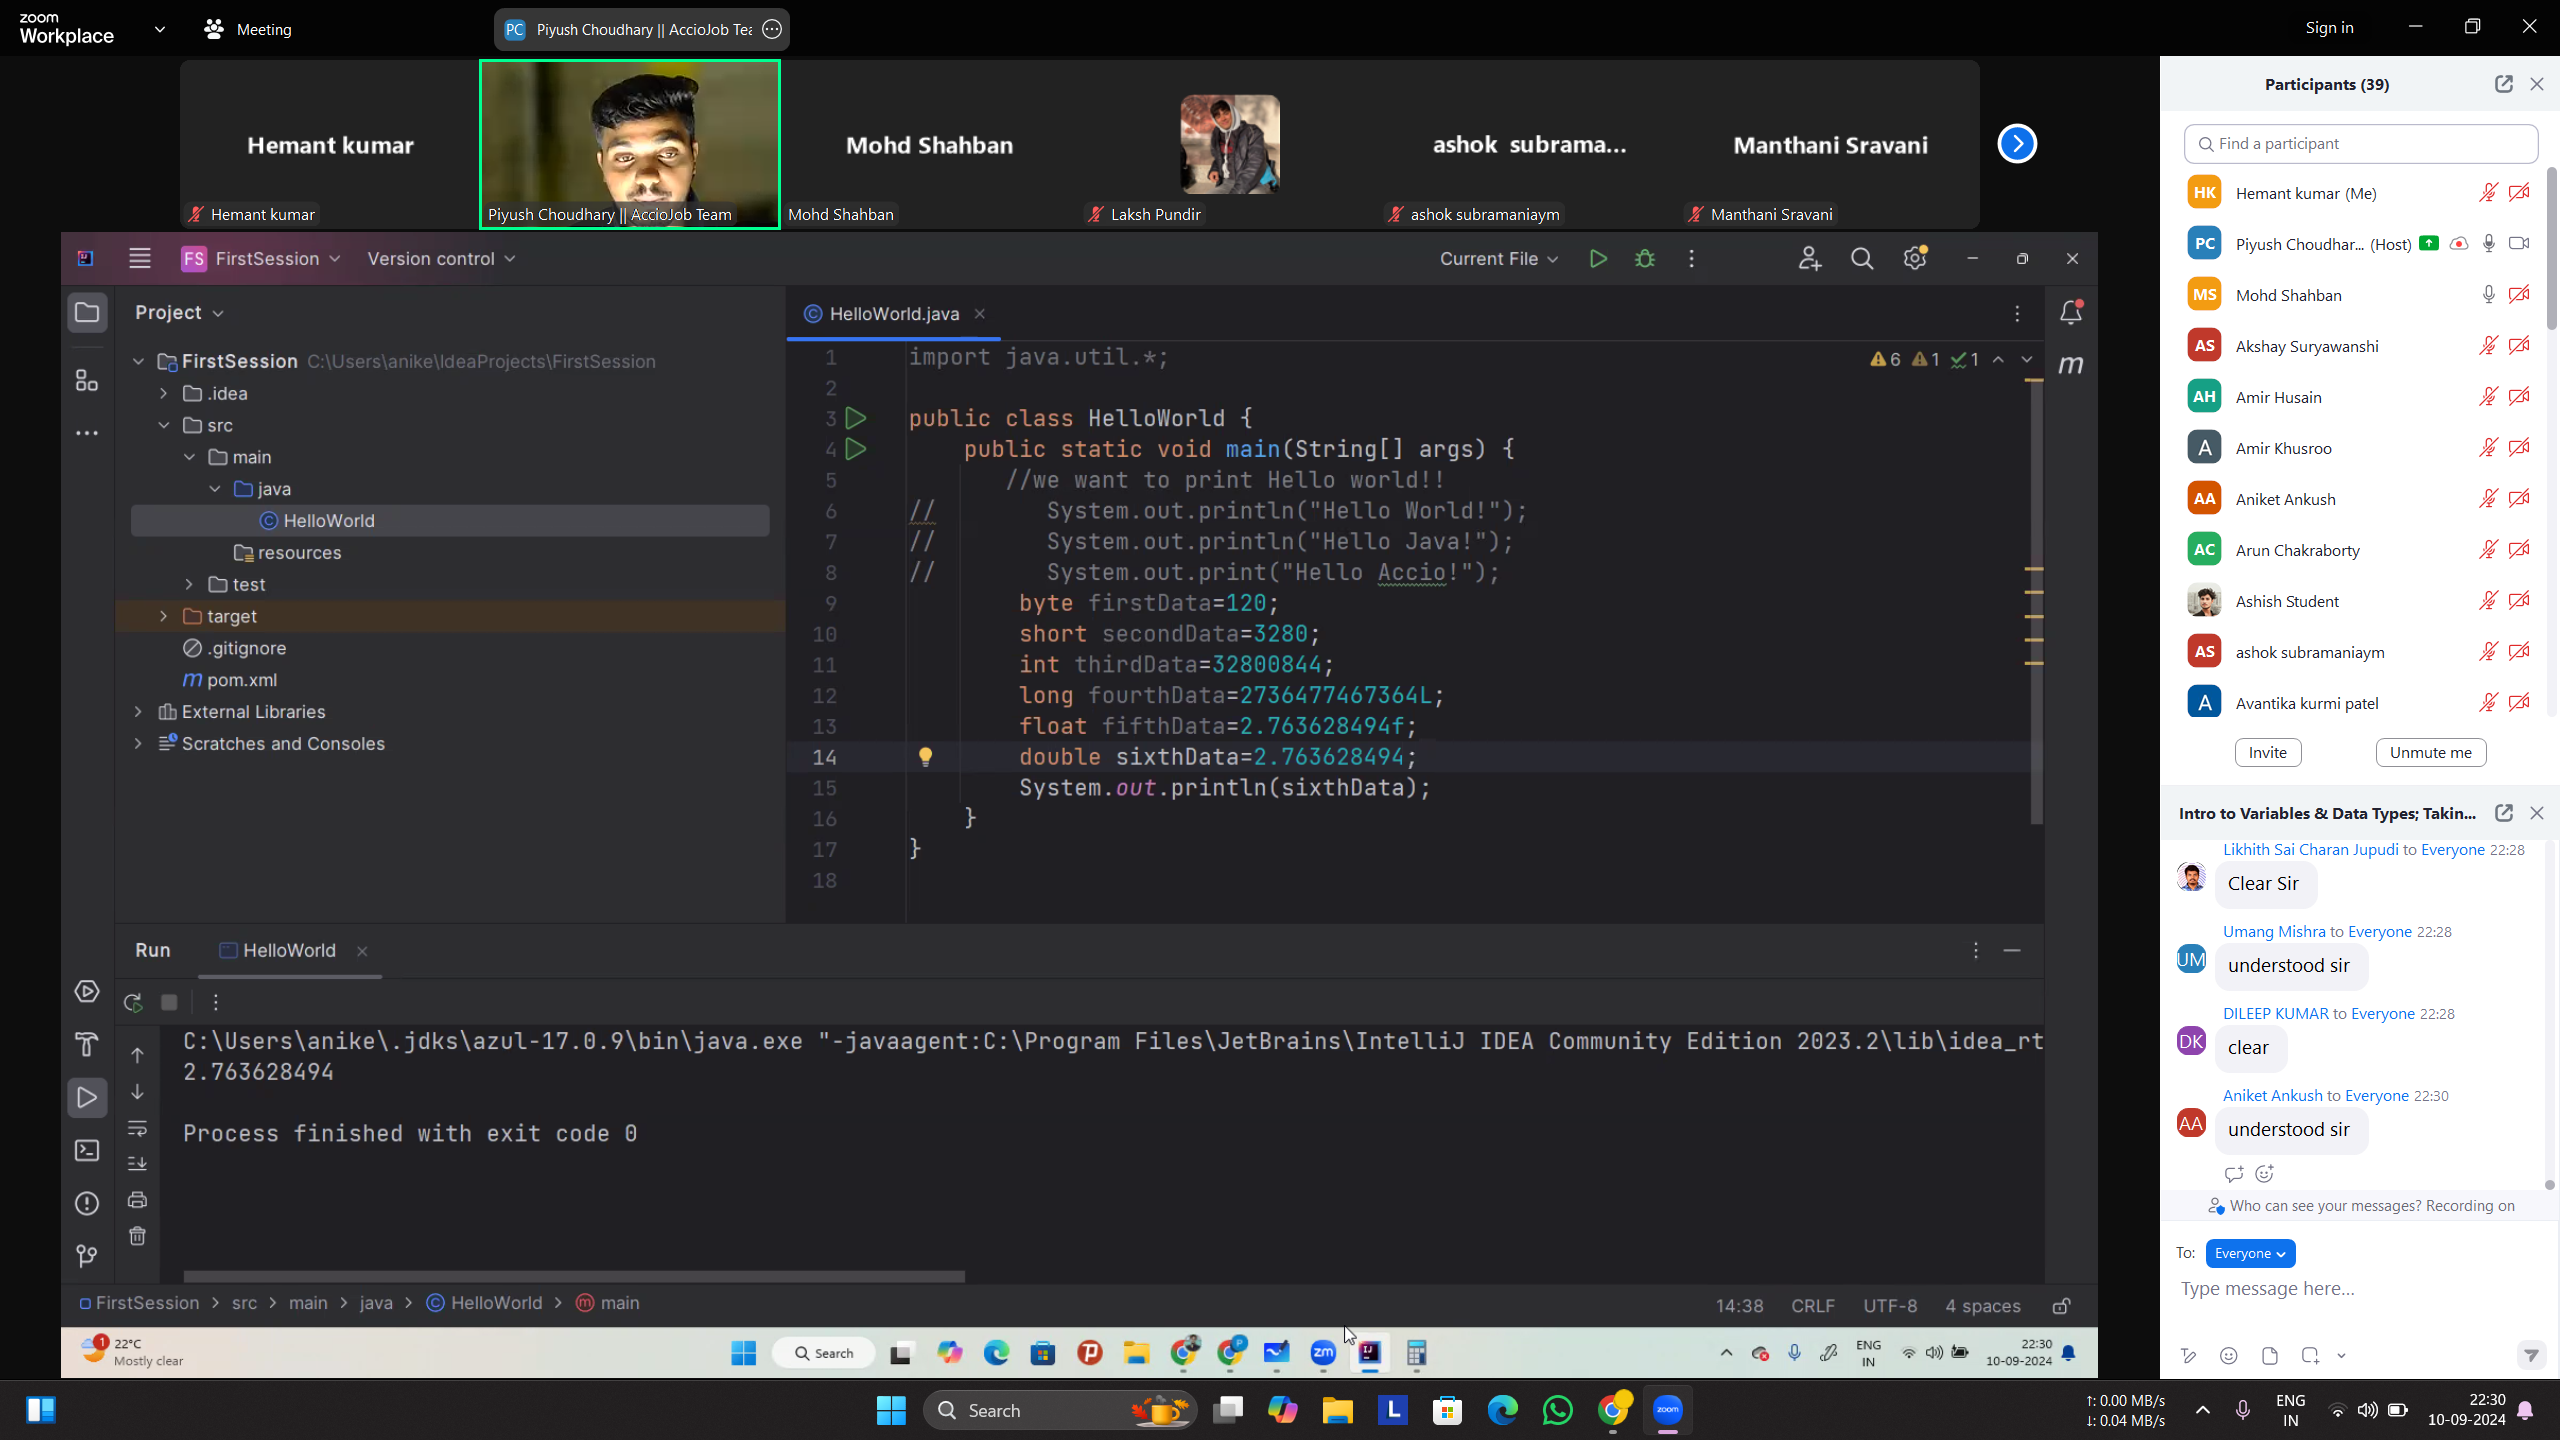 zoom
Workplace
Meeting
PC Piyush Choudhary || AccioJob Tea
Sign in
Hemant kumar
Hemant kumar
Piyush Choudhary || AccioJob Team
Mohd Shahban
Mohd Shahban
Laksh Pundir
ashok subrama...
ashok subramaniaym
Manthani Sravani
Manthani Sravani
FS FirstSession
Version control
Current File
Project
FirstSession C:\Users\anike\IdeaProjects\FirstSession
.idea
src
main
java
HelloWorld
resources
test
target
.gitignore
m pom.xml
External Libraries
Scratches and Consoles
HelloWorld.java
6 1 1
m
1 import java.util.*;
2
3 public class HelloWorld {
4 public static void main(String[] args) {
5 //we want to print Hello world!!
6 // System.out.println("Hello World!");
7 // System.out.println("Hello Java!");
8 // System.out.print("Hello Accio!");
9 byte firstData=120;
10 short secondData=3280;
11 int thirdData=32800844;
12 long fourthData=2736477467364L;
13 float fifthData=2.763628494f;
14 double sixthData=2.763628494;
15 System.out.println(sixthData);
16 }
17 }
18
Run
HelloWorld
C:\Users\anike\.jdks\azul-17.0.9\bin\java.exe "-javaagent:C:\Program Files\JetBrains\IntelliJ IDEA Community Edition 2023.2\lib\idea_rt
2.763628494
Process finished with exit code 0
FirstSession > src > main > java > HelloWorld > main
14:38 CRLF UTF-8 4 spaces
1
22°C
Mostly clear
Search
zm
ENG
IN
22:30
10-09-2024
Participants (39)
Find a participant
HK Hemant kumar (Me)
PC Piyush Choudhar... (Host)
MS Mohd Shahban
AS Akshay Suryawanshi
AH Amir Husain
A Amir Khusroo
AA Aniket Ankush
AC Arun Chakraborty
Ashish Student
AS ashok subramaniaym
A Avantika kurmi patel
Invite
Unmute me
Intro to Variables & Data Types; Takin...
Likhith Sai Charan Jupudi to Everyone 22:28
Clear Sir
Umang Mishra to Everyone 22:28
UM understood sir
DILEEP KUMAR to Everyone 22:28
DK clear
Aniket Ankush to Everyone 22:30
AA understood sir
Who can see your messages? Recording on
To: Everyone
Type message here...
Search
L
zoom
↑: 0.00 MB/s
↓: 0.04 MB/s
ENG
IN
22:30
10-09-2024